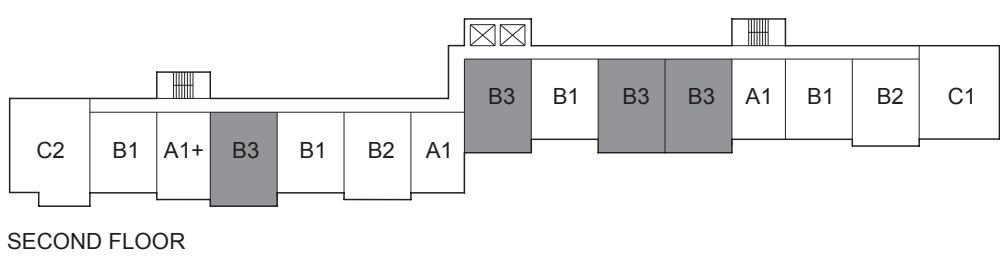 B3 B1 B3 B3 A1 B1 B2 C1
C2 B1 A1+ B3 B1 B2 A1
SECOND FLOOR